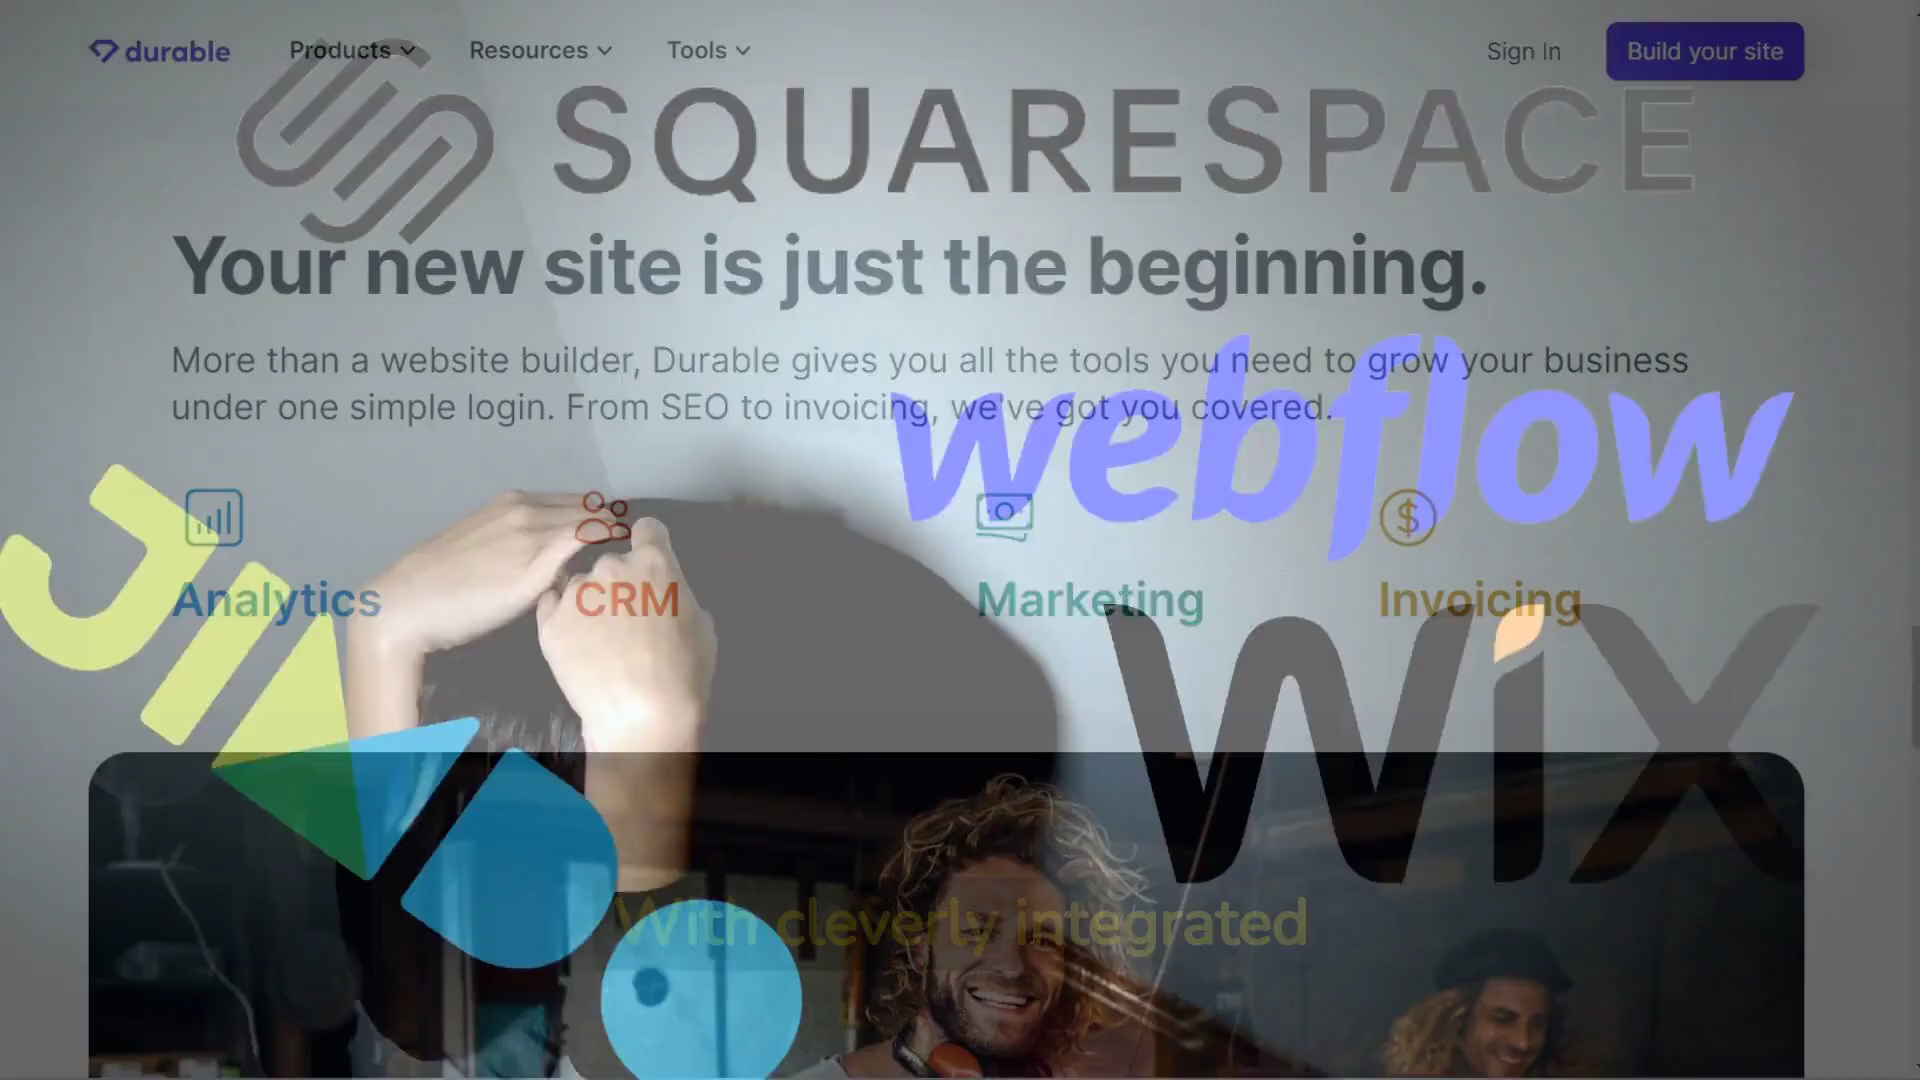 durable Products Resources Tools Sign In Build your site
SQUARESPACE
Your new site is just the beginning.
More than a website builder, Durable gives you all the tools you need to grow your business
under one simple login. From SEO to invoicing, we've got you covered.
webflow
JIMDO
Analytics CRM Marketing Invoicing
WiX
With cleverly integrated